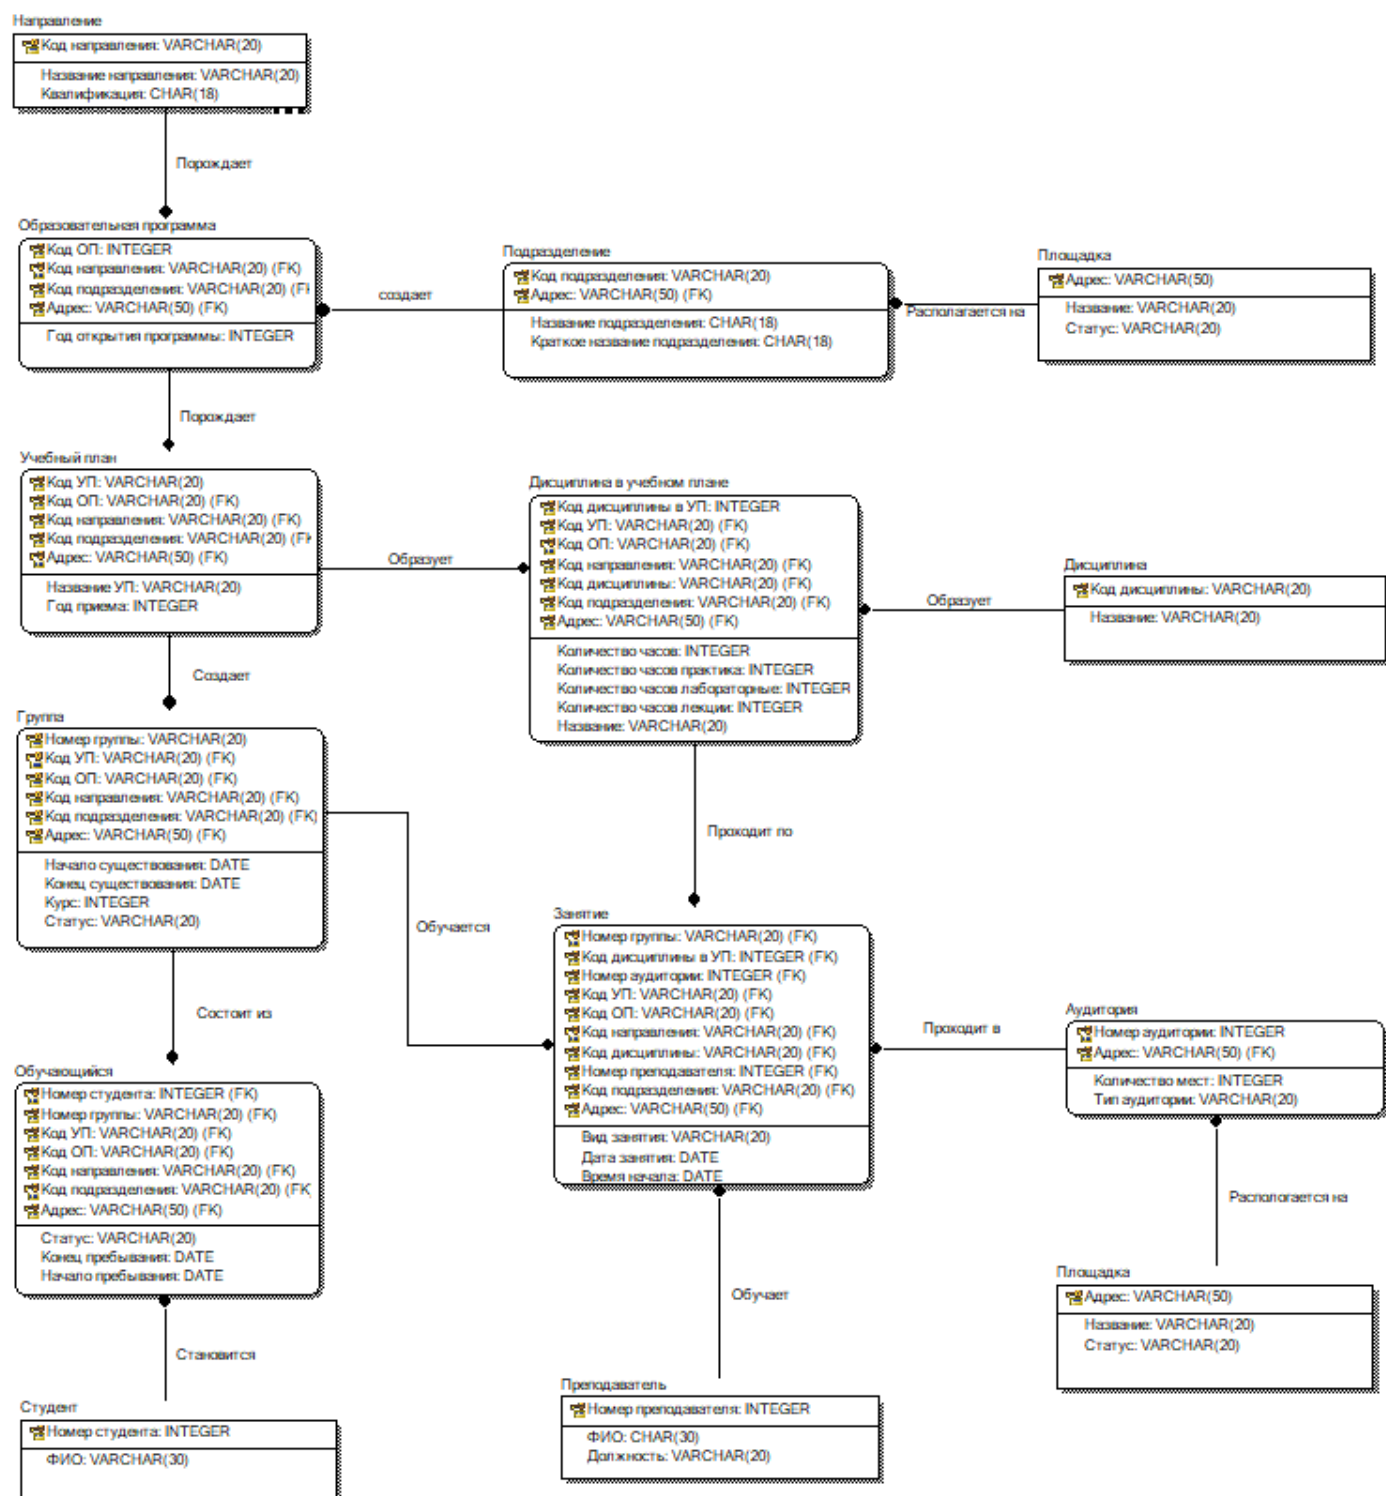 Направление
Код направления: VARCHAR(20)
Название направления: VARCHAR(20)
Квалификация: CHAR(18)
Порождает
Образовательная программа
Код ОП: INTEGER
Код направления: VARCHAR(20) (FK)
Код подразделения: VARCHAR(20) (FK
Адрес: VARCHAR(50) (FK)
Год открытия программы: INTEGER
создает
Подразделение
Код подразделения: VARCHAR(20)
Адрес: VARCHAR(50) (FK)
Название подразделения: CHAR(18)
Краткое название подразделения: CHAR(18)
Располагается на
Площадка
Адрес: VARCHAR(50)
Название: VARCHAR(20)
Статус: VARCHAR(20)
Порождает
Учебный план
Код УП: VARCHAR(20)
Код ОП: VARCHAR(20) (FK)
Код направления: VARCHAR(20) (FK)
Код подразделения: VARCHAR(20) (FK
Адрес: VARCHAR(50) (FK)
Название УП: VARCHAR(20)
Год приема: INTEGER
Образует
Дисциплина в учебном плане
Код дисциплины в УП: INTEGER
Код УП: VARCHAR(20) (FK)
Код ОП: VARCHAR(20) (FK)
Код направления: VARCHAR(20) (FK)
Код дисциплины: VARCHAR(20) (FK)
Код подразделения: VARCHAR(20) (FK)
Адрес: VARCHAR(50) (FK)
Количество часов: INTEGER
Количество часов практика: INTEGER
Количество часов лабораторные: INTEGER
Количество часов лекции: INTEGER
Название: VARCHAR(20)
Образует
Дисциплина
Код дисциплины: VARCHAR(20)
Название: VARCHAR(20)
Создает
Группа
Номер группы: VARCHAR(20)
Код УП: VARCHAR(20) (FK)
Код ОП: VARCHAR(20) (FK)
Код направления: VARCHAR(20) (FK)
Код подразделения: VARCHAR(20) (FK)
Адрес: VARCHAR(50) (FK)
Начало существования: DATE
Конец существования: DATE
Курс: INTEGER
Статус: VARCHAR(20)
Обучается
Проходит по
Занятие
Номер группы: VARCHAR(20) (FK)
Код дисциплины в УП: INTEGER (FK)
Номер аудитории: INTEGER (FK)
Код УП: VARCHAR(20) (FK)
Код ОП: VARCHAR(20) (FK)
Код направления: VARCHAR(20) (FK)
Код дисциплины: VARCHAR(20) (FK)
Номер преподавателя: INTEGER (FK)
Код подразделения: VARCHAR(20) (FK)
Адрес: VARCHAR(50) (FK)
Вид занятия: VARCHAR(20)
Дата занятия: DATE
Время начала: DATE
Проходит в
Аудитория
Номер аудитории: INTEGER
Адрес: VARCHAR(50) (FK)
Количество мест: INTEGER
Тип аудитории: VARCHAR(20)
Состоит из
Обучающийся
Номер студента: INTEGER (FK)
Номер группы: VARCHAR(20) (FK)
Код УП: VARCHAR(20) (FK)
Код ОП: VARCHAR(20) (FK)
Код направления: VARCHAR(20) (FK)
Код подразделения: VARCHAR(20) (FK
Адрес: VARCHAR(50) (FK)
Статус: VARCHAR(20)
Конец пребывания: DATE
Начало пребывания: DATE
Распологается на
Площадка
Адрес: VARCHAR(50)
Название: VARCHAR(20)
Статус: VARCHAR(20)
Обучает
Становится
Преподаватель
Номер преподавателя: INTEGER
ФИО: CHAR(30)
Должность: VARCHAR(20)
Студент
Номер студента: INTEGER
ФИО: VARCHAR(30)